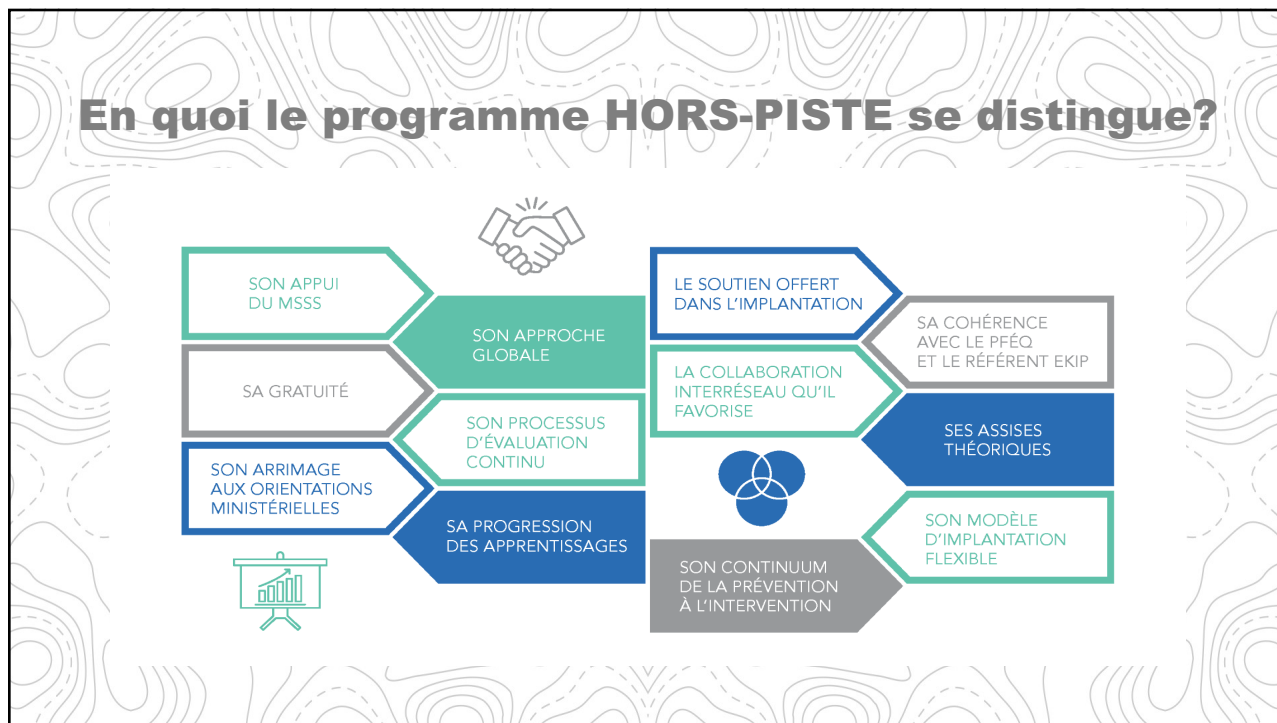 En quoi le programme HORS-PISTE se distingue?
SON APPUI
DU MSSS
SON APPROCHE
GLOBALE
SA GRATUITÉ
SON PROCESSUS
D'ÉVALUATION
CONTINU
SON ARRIMAGE
AUX ORIENTATIONS
MINISTÉRIELLES
SA PROGRESSION
DES APPRENTISSAGES
LE SOUTIEN OFFERT
DANS L'IMPLANTATION
SA COHÉRENCE
AVEC LE PFÉQ
ET LE RÉFÉRENT EKIP
LA COLLABORATION
INTERRÉSEAU QU'IL
FAVORISE
SES ASSISES
THÉORIQUES
SON MODÈLE
D'IMPLANTATION
FLEXIBLE
SON CONTINUUM
DE LA PRÉVENTION
À L'INTERVENTION